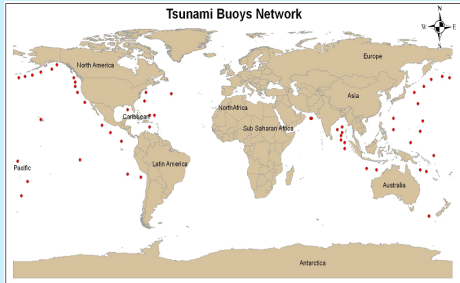 Tsunami Buoys Network
N
W E
S
North America
Europe
Asia
North Africa
Caribbean
Sub Saharan Africa
Pacific
Latin America
Australia
Antarctica